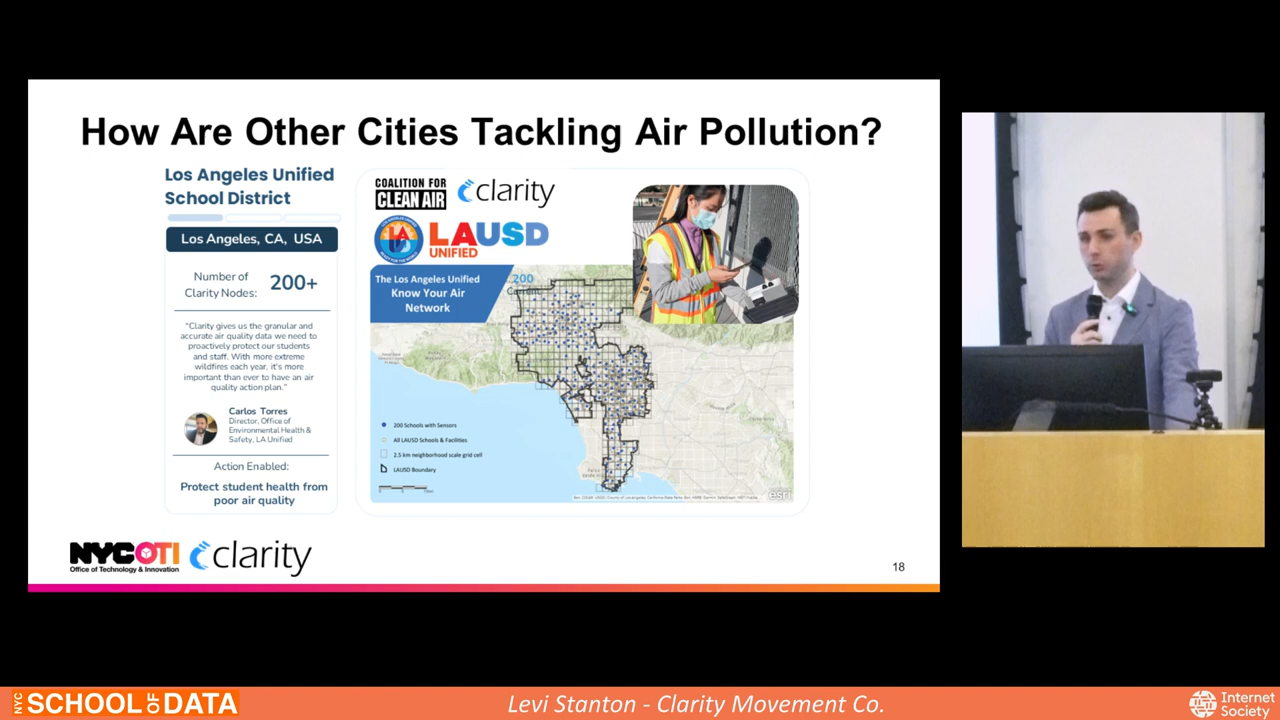 How Are Other Cities Tackling Air Pollution?
Los Angeles Unified
School District
Los Angeles, CA, USA
Number of
Clarity Nodes:
200+
“Clarity gives us the granular and
accurate air quality data we need to
proactively protect our students
and staff. With more extreme
wildfires each year, it's more
important than ever to have an air
quality action plan.”
Carlos Torres
Director, Office of
Environmental Health &
Safety, LA Unified
Action Enabled:
Protect student health from
poor air quality
COALITION FOR
CLEAN AIR
clarity
LAUSD
UNIFIED
The Los Angeles Unified
Know Your Air
Network
200
200 Schools with Sensors
All LAUSD Schools & Facilities
2.5 km neighborhood scale grid cell
LAUSD Boundary
esri
NYCOTI
Office of Technology & Innovation
clarity
18
NYC SCHOOL OF DATA
Levi Stanton - Clarity Movement Co.
Internet
Society